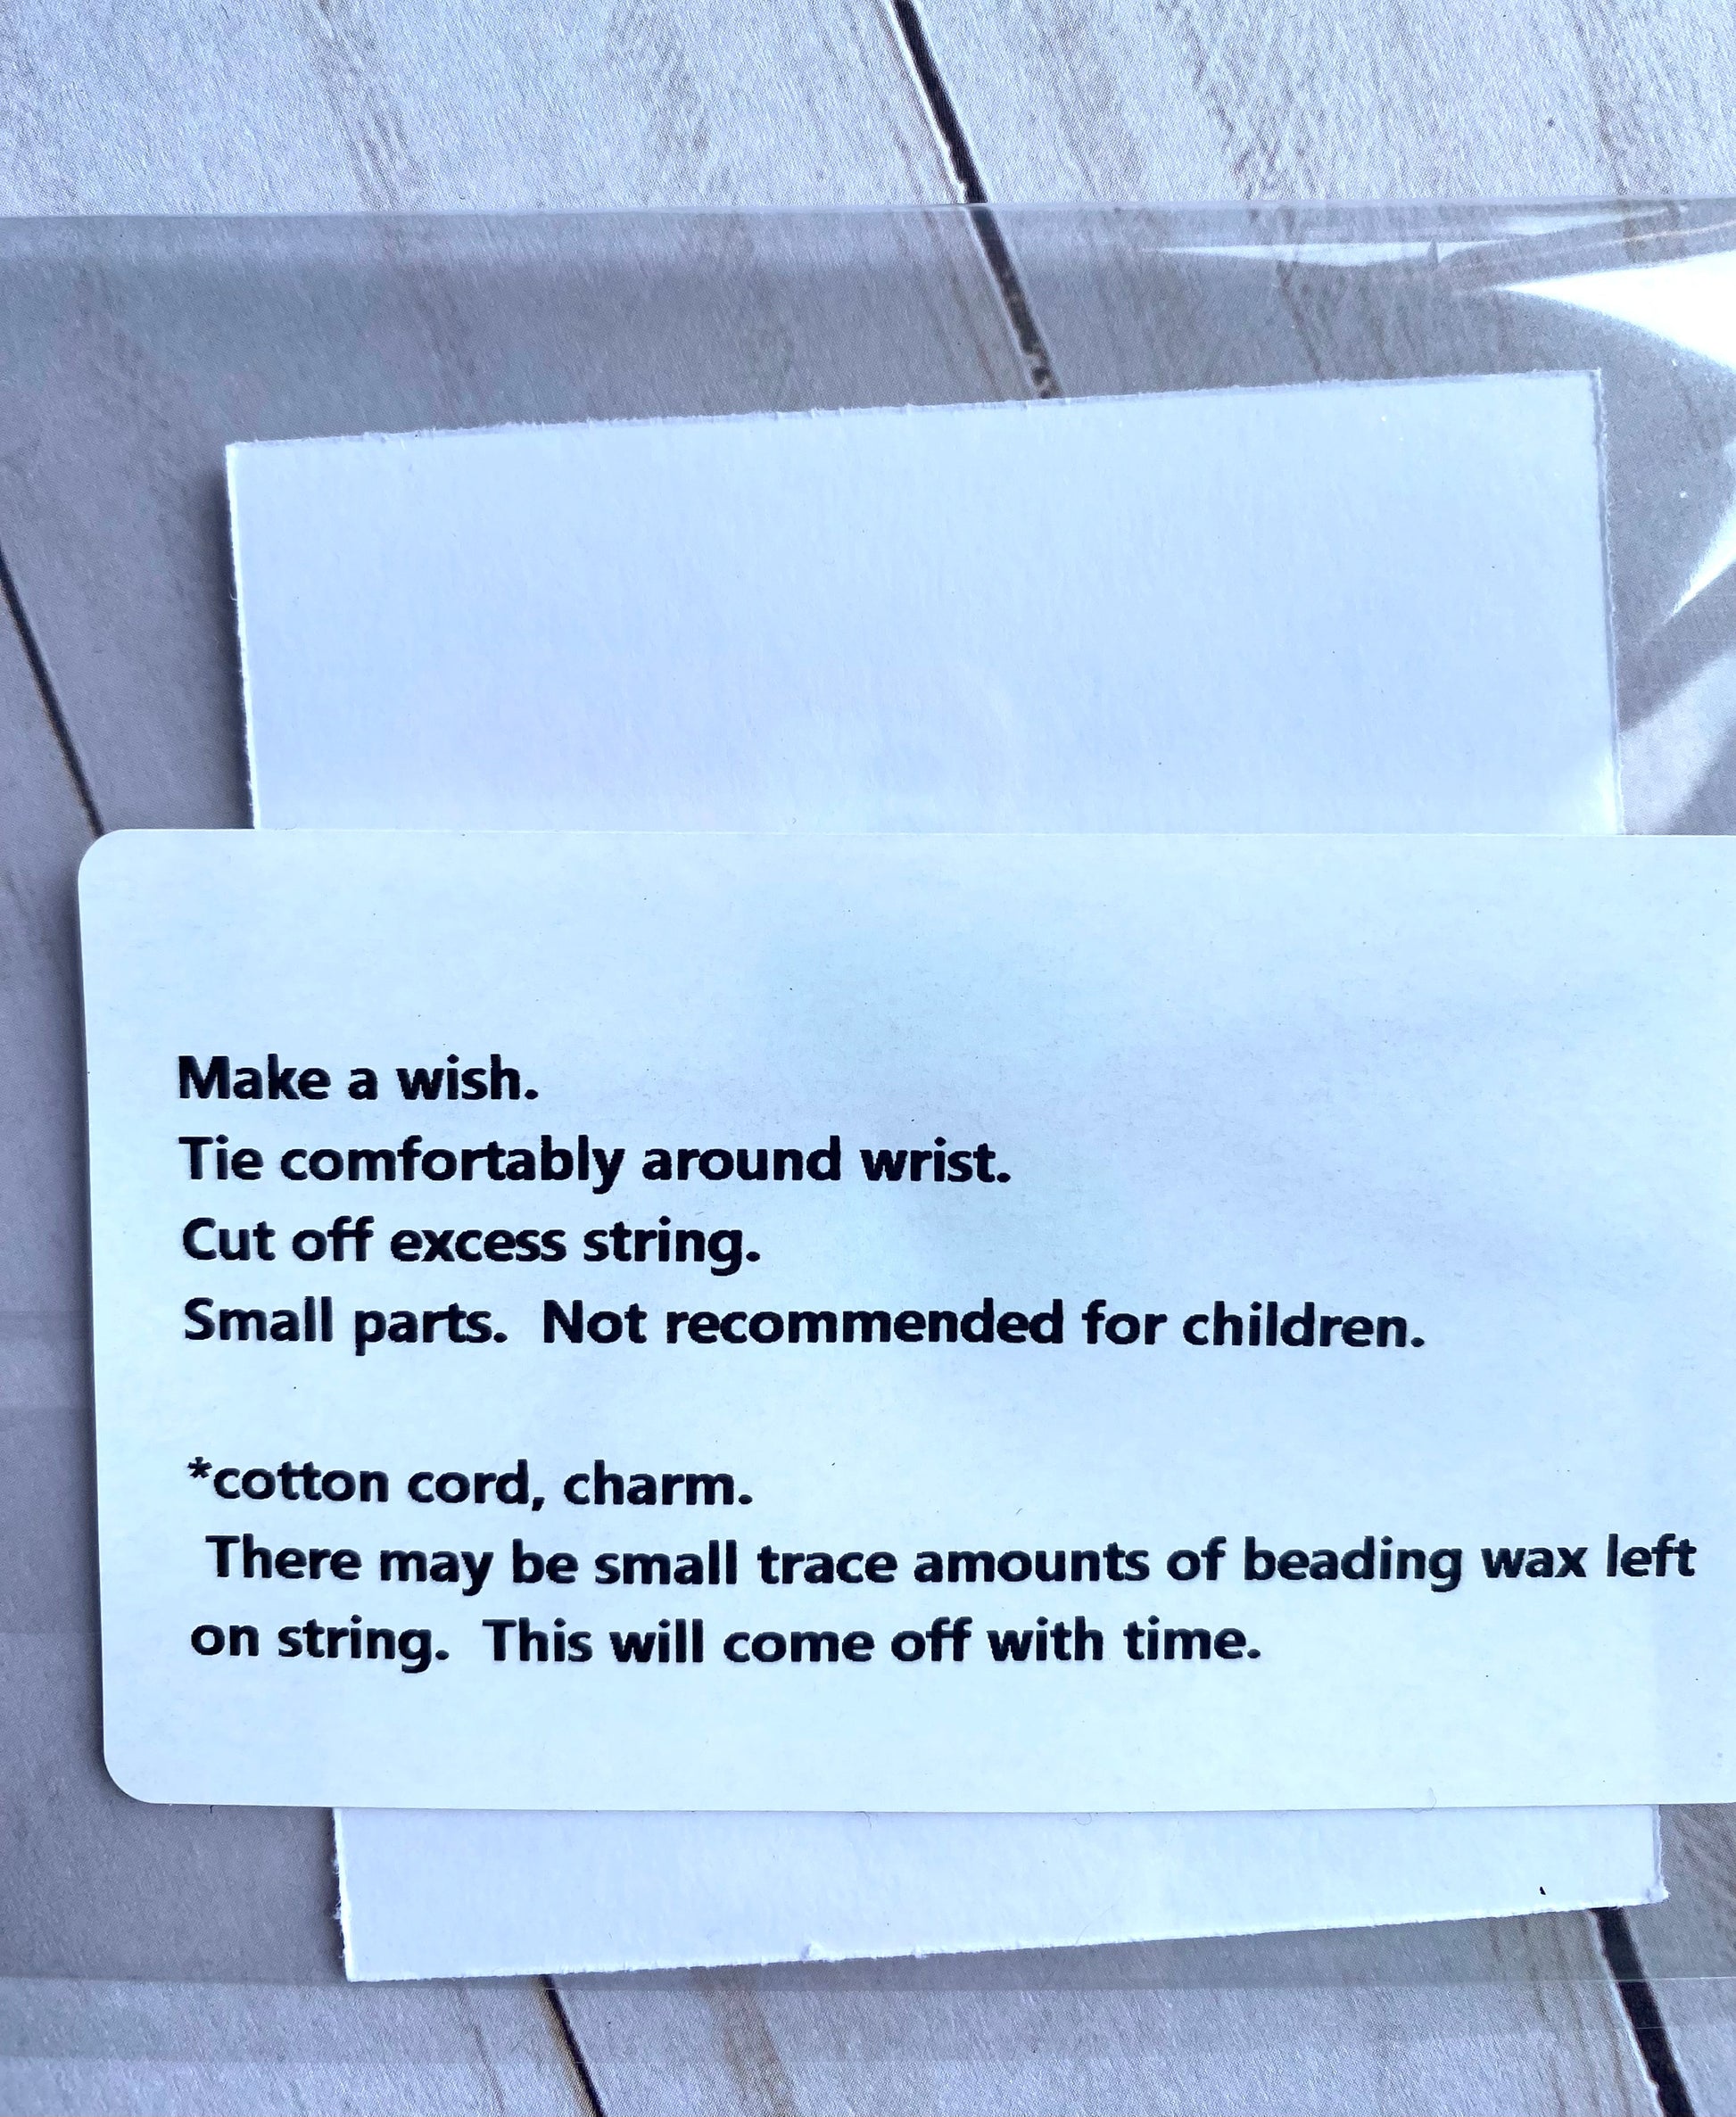 Make a wish.
Tie comfortably around wrist.
Cut off excess string.
Small parts.  Not recommended for children.
*cotton cord, charm.
There may be small trace amounts of beading wax left
on string.  This will come off with time.